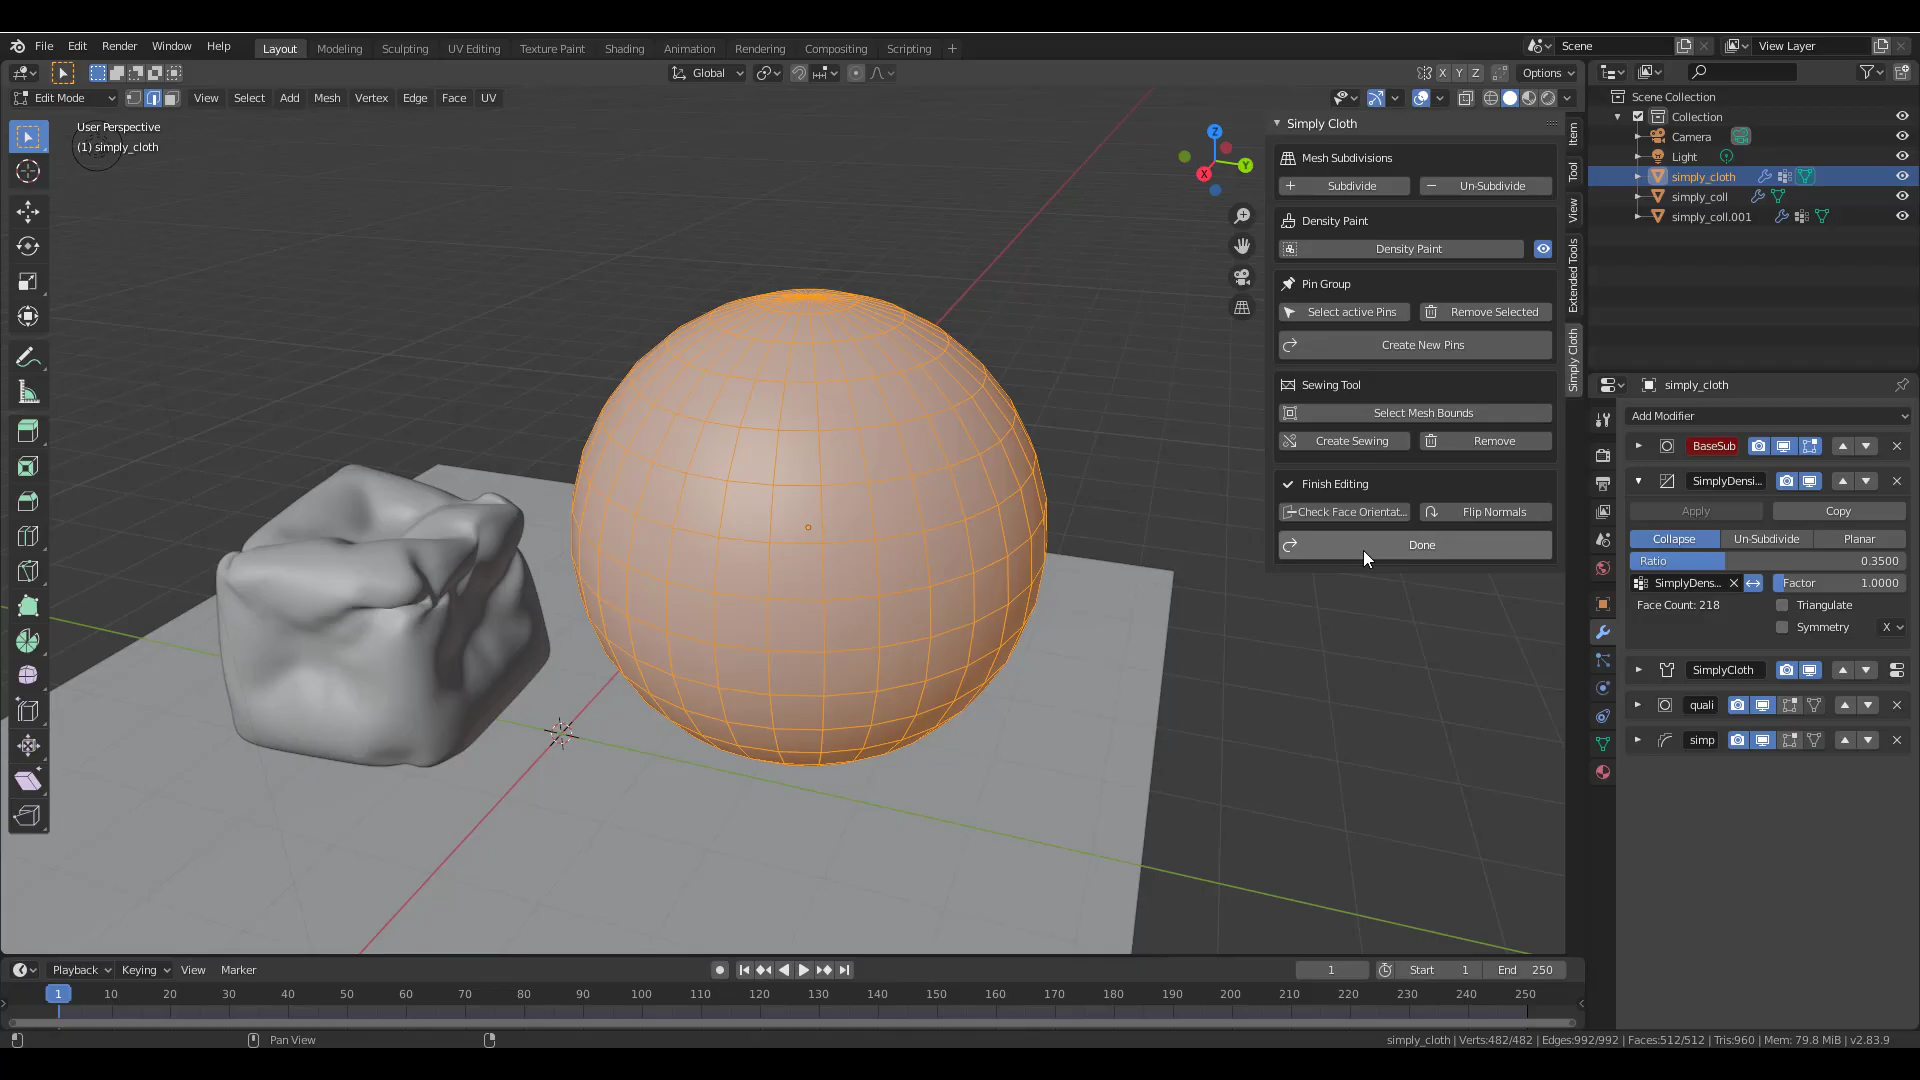 File Edit Render Window Help Layout Modeling Sculpting UV Editing Texture Paint Shading Animation Rendering Compositing Scripting + Scene View Layer
Global X Y Z Options
Edit Mode View Select Add Mesh Vertex Edge Face UV
User Perspective
(1) simply_cloth
Z
Y
X
Simply Cloth
Mesh Subdivisions
Subdivide Un-Subdivide
Density Paint
Density Paint
Pin Group
Select active Pins Remove Selected
Create New Pins
Sewing Tool
Select Mesh Bounds
Create Sewing Remove
Finish Editing
Check Face Orientat... Flip Normals
Done
Item
Tool
View
Extended Tools
Simply Cloth
Scene Collection
Collection
Camera
Light
simply_cloth
simply_coll
simply_coll.001
simply_cloth
Add Modifier
BaseSub
SimplyDensi...
Apply Copy
Collapse Un-Subdivide Planar
Ratio 0.3500
SimplyDens... Factor 1.0000
Face Count: 218 Triangulate
Symmetry X
SimplyCloth
quali
simp
Playback Keying View Marker 1 Start 1 End 250
1 10 20 30 40 50 60 70 80 90 100 110 120 130 140 150 160 170 180 190 200 210 220 230 240 250
Pan View simply_cloth | Verts:482/482 | Edges:992/992 | Faces:512/512 | Tris:960 | Mem: 79.8 MiB | v2.83.9